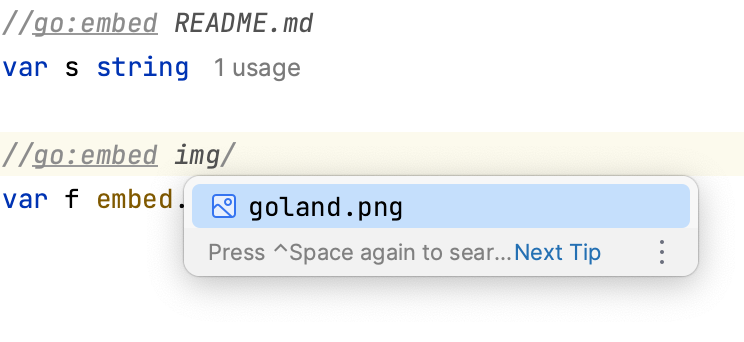 //go:embed README.md
var s string 1 usage
//go:embed img/
var f embed.
goland.png
Press ^Space again to sear...Next Tip